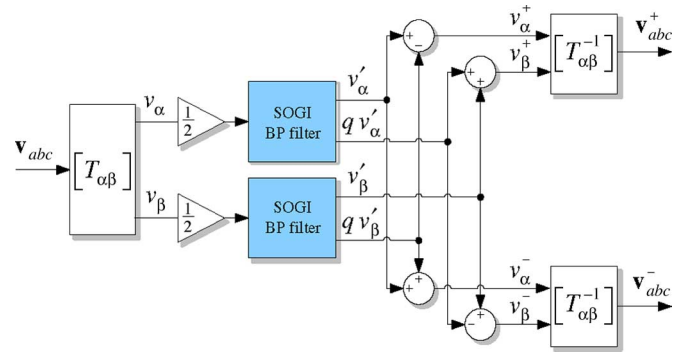 v_abc
[T_αβ]
v_α
v_β
1/2
1/2
SOGI
BP filter
SOGI
BP filter
v′_α
q v′_α
v′_β
q v′_β
+
−
+
+
+
+
−
+
v_α^+
v_β^+
v_α^-
v_β^-
[T_αβ^-1]
[T_αβ^-1]
v_abc^+
v_abc^-